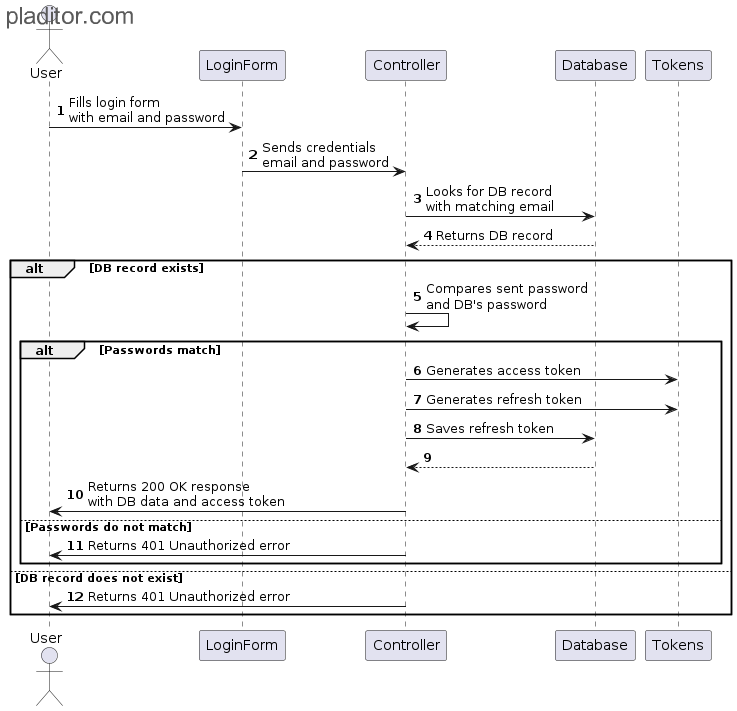 pladitor.com
User
LoginForm
Controller
Database
Tokens
1 Fills login form
with email and password
2 Sends credentials
email and password
3 Looks for DB record
with matching email
4 Returns DB record
alt [DB record exists]
5 Compares sent password
and DB's password
alt [Passwords match]
6 Generates access token
7 Generates refresh token
8 Saves refresh token
9
10 Returns 200 OK response
with DB data and access token
[Passwords do not match]
11 Returns 401 Unauthorized error
[DB record does not exist]
12 Returns 401 Unauthorized error
User
LoginForm
Controller
Database
Tokens